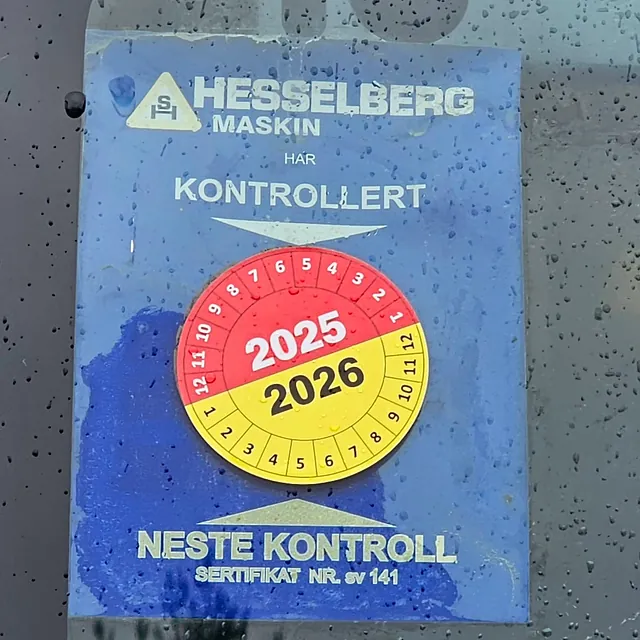 SH
HESSELBERG
MASKIN
HAR
KONTROLLERT
12 11 10 9 8 7 6 5 4 3 2 1
2025
2026
1 2 3 4 5 6 7 8 9 10 11 12
NESTE KONTROLL
SERTIFIKAT NR. sv 141